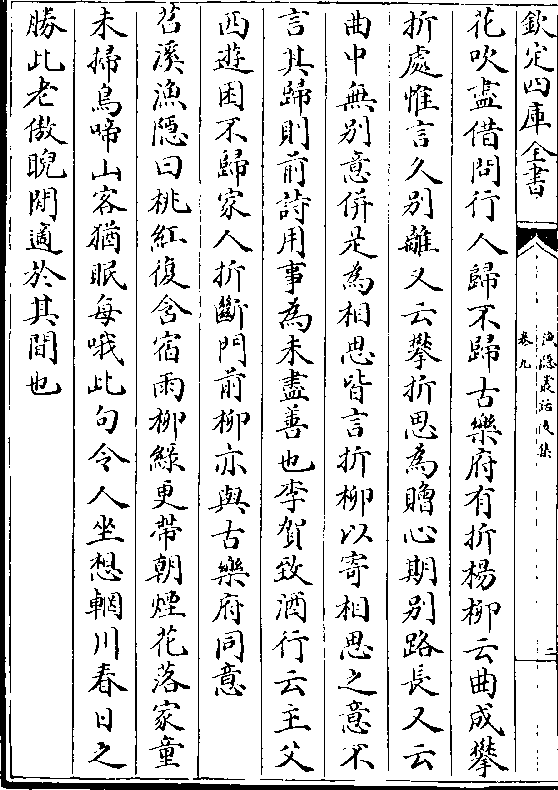 欽定四庫全書
漁隱叢話後集
卷九
二
花吹盡借問行人歸不歸古樂府有折楊柳云曲成攀
折處惟言久别離又云攀折思為贈心期别路長又云
曲中無别意併是為相思皆言折柳以寄相思之意不
言其歸則前詩用事為未盡善也李賀致酒行云主父
西遊困不歸家人折斷門前柳亦與古樂府同意
苕溪漁隱曰桃紅復含宿雨柳綠更帶朝煙花落家童
未掃鳥啼山客猶眠每哦此句令人坐想輞川春日之
勝此老傲睨閒適於其間也